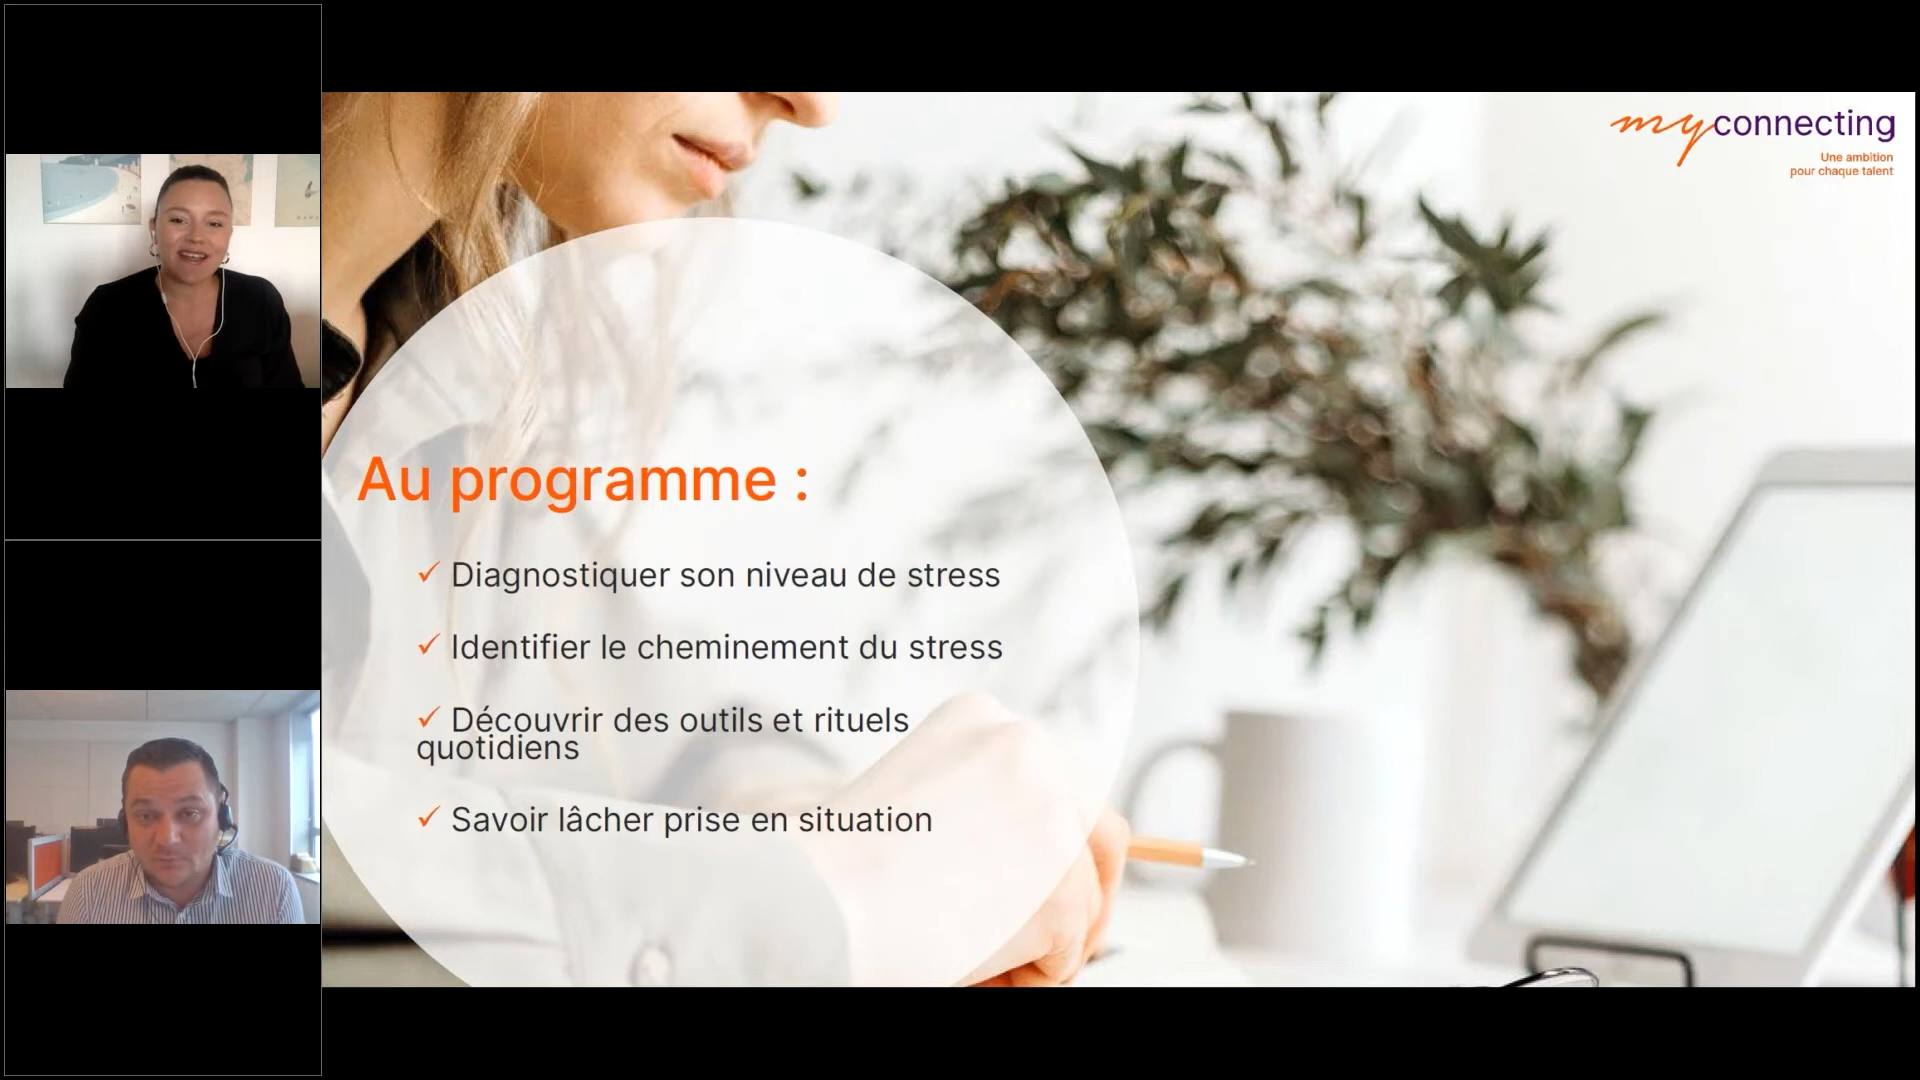 myconnecting
Une ambition
pour chaque talent
Au programme :
✓ Diagnostiquer son niveau de stress
✓ Identifier le cheminement du stress
✓ Découvrir des outils et rituels
quotidiens
✓ Savoir lâcher prise en situation